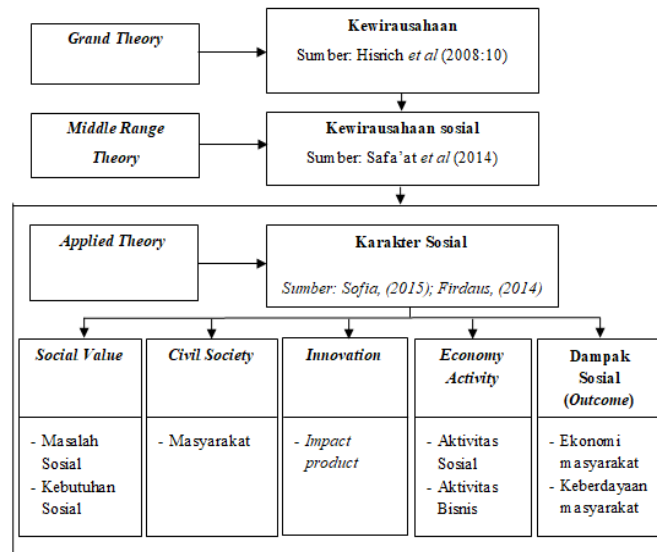 Grand Theory
Kewirausahaan
Sumber: Hisrich et al (2008:10)
Middle Range
Theory
Kewirausahaan sosial
Sumber: Safa'at et al (2014)
Applied Theory
Karakter Sosial
Sumber: Sofia, (2015); Firdaus, (2014)
Social Value
- Masalah
Sosial
- Kebutuhan
Sosial
Civil Society
- Masyarakat
Innovation
- Impact
product
Economy
Activity
- Aktivitas
Sosial
- Aktivitas
Bisnis
Dampak
Sosial
(Outcome)
- Ekonomi
masyarakat
- Keberdayaan
masyarakat